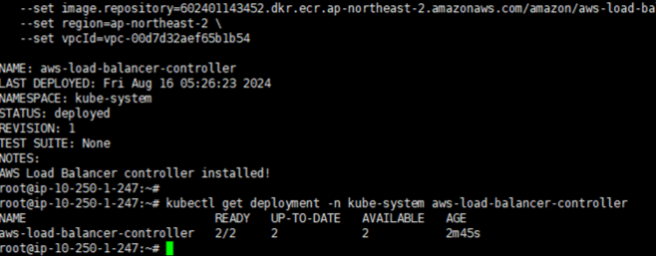 --set image.repository=602401143452.dkr.ecr.ap-northeast-2.amazonaws.com/amazon/aws-load-ba
--set region=ap-northeast-2 \
--set vpcId=vpc-00d7d32aef65b1b54
NAME: aws-load-balancer-controller
LAST DEPLOYED: Fri Aug 16 05:26:23 2024
NAMESPACE: kube-system
STATUS: deployed
REVISION: 1
TEST SUITE: None
NOTES:
AWS Load Balancer controller installed!
root@ip-10-250-1-247:~#
root@ip-10-250-1-247:~# kubectl get deployment -n kube-system aws-load-balancer-controller
NAME READY UP-TO-DATE AVAILABLE AGE
aws-load-balancer-controller 2/2 2 2 2m45s
root@ip-10-250-1-247:~#